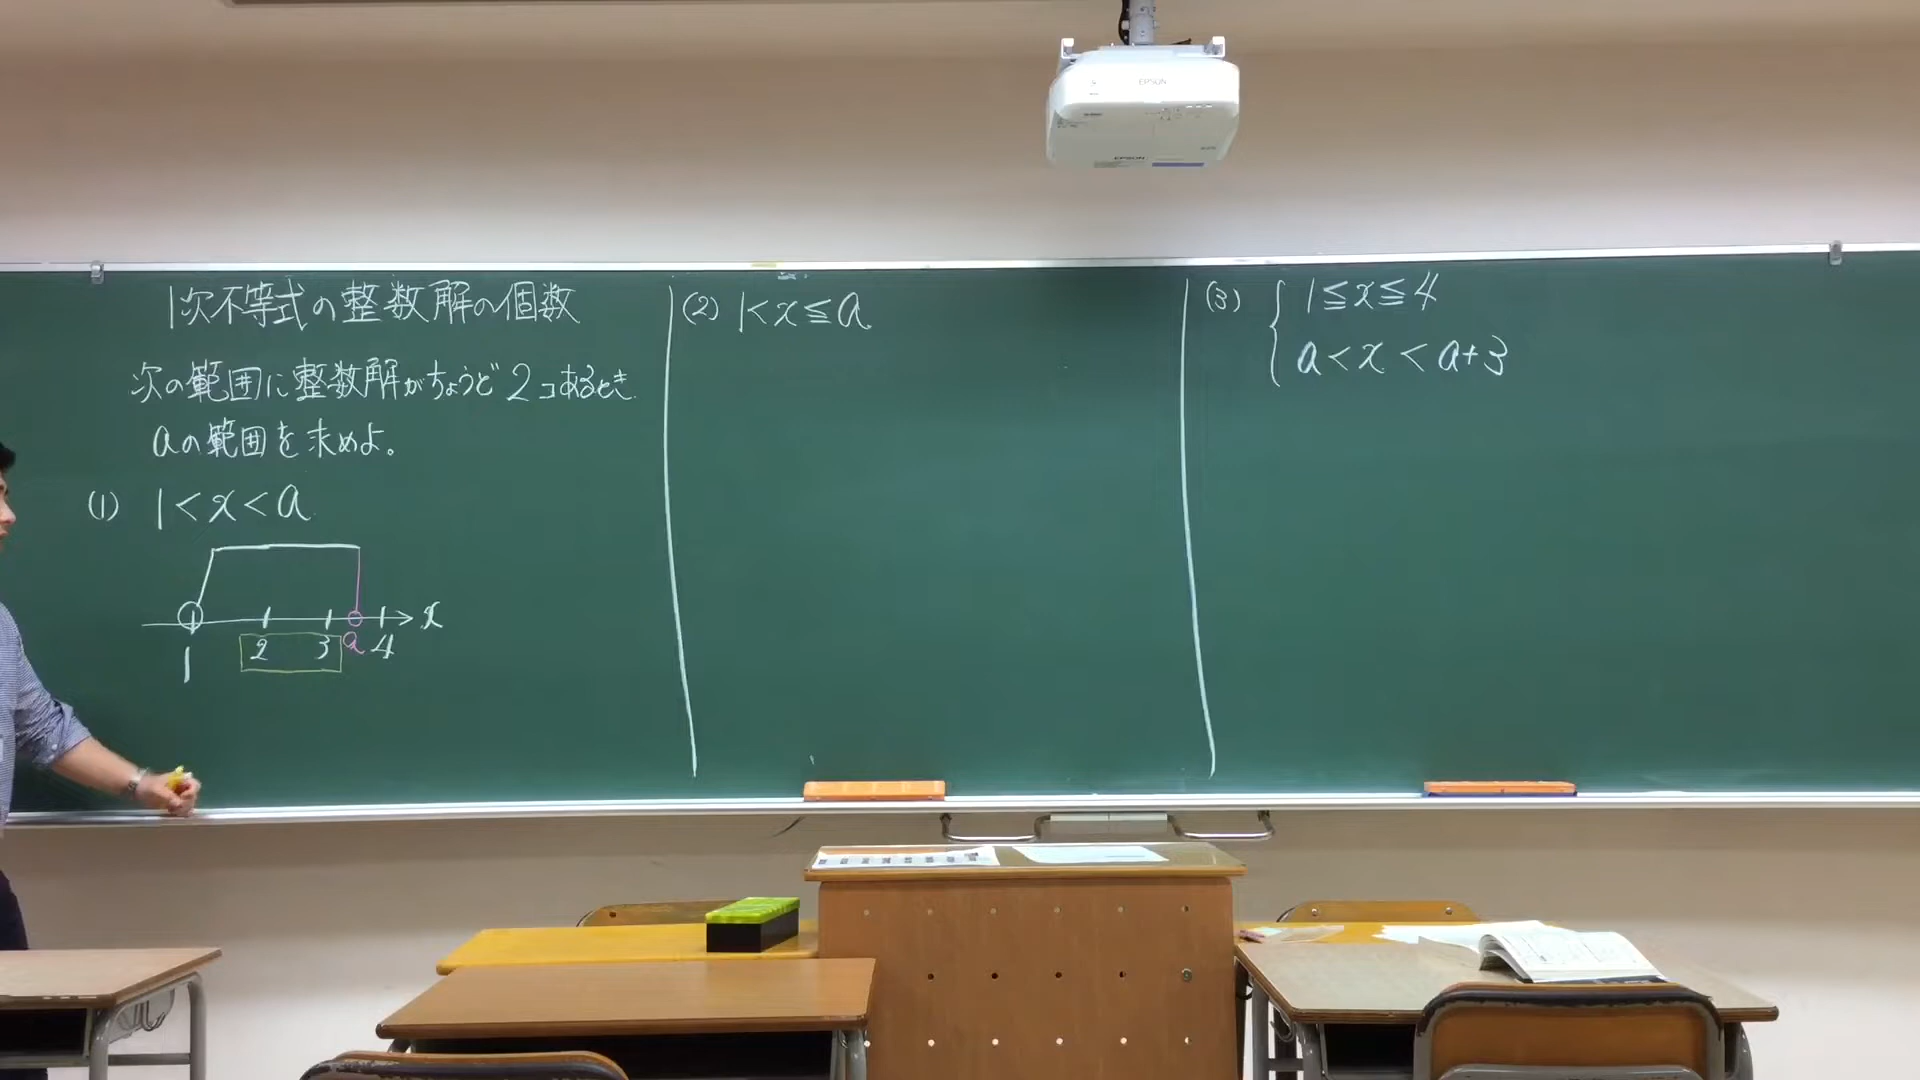 1次不等式の整数解の個数
次の範囲に整数解がちょうど2コあるとき
aの範囲を求めよ。
(1) 1<x<a
1 2 3 a 4 x
(2) 1<x≦a
(3) { 1≦x≦4
a<x<a+3
EPSON
EPSON